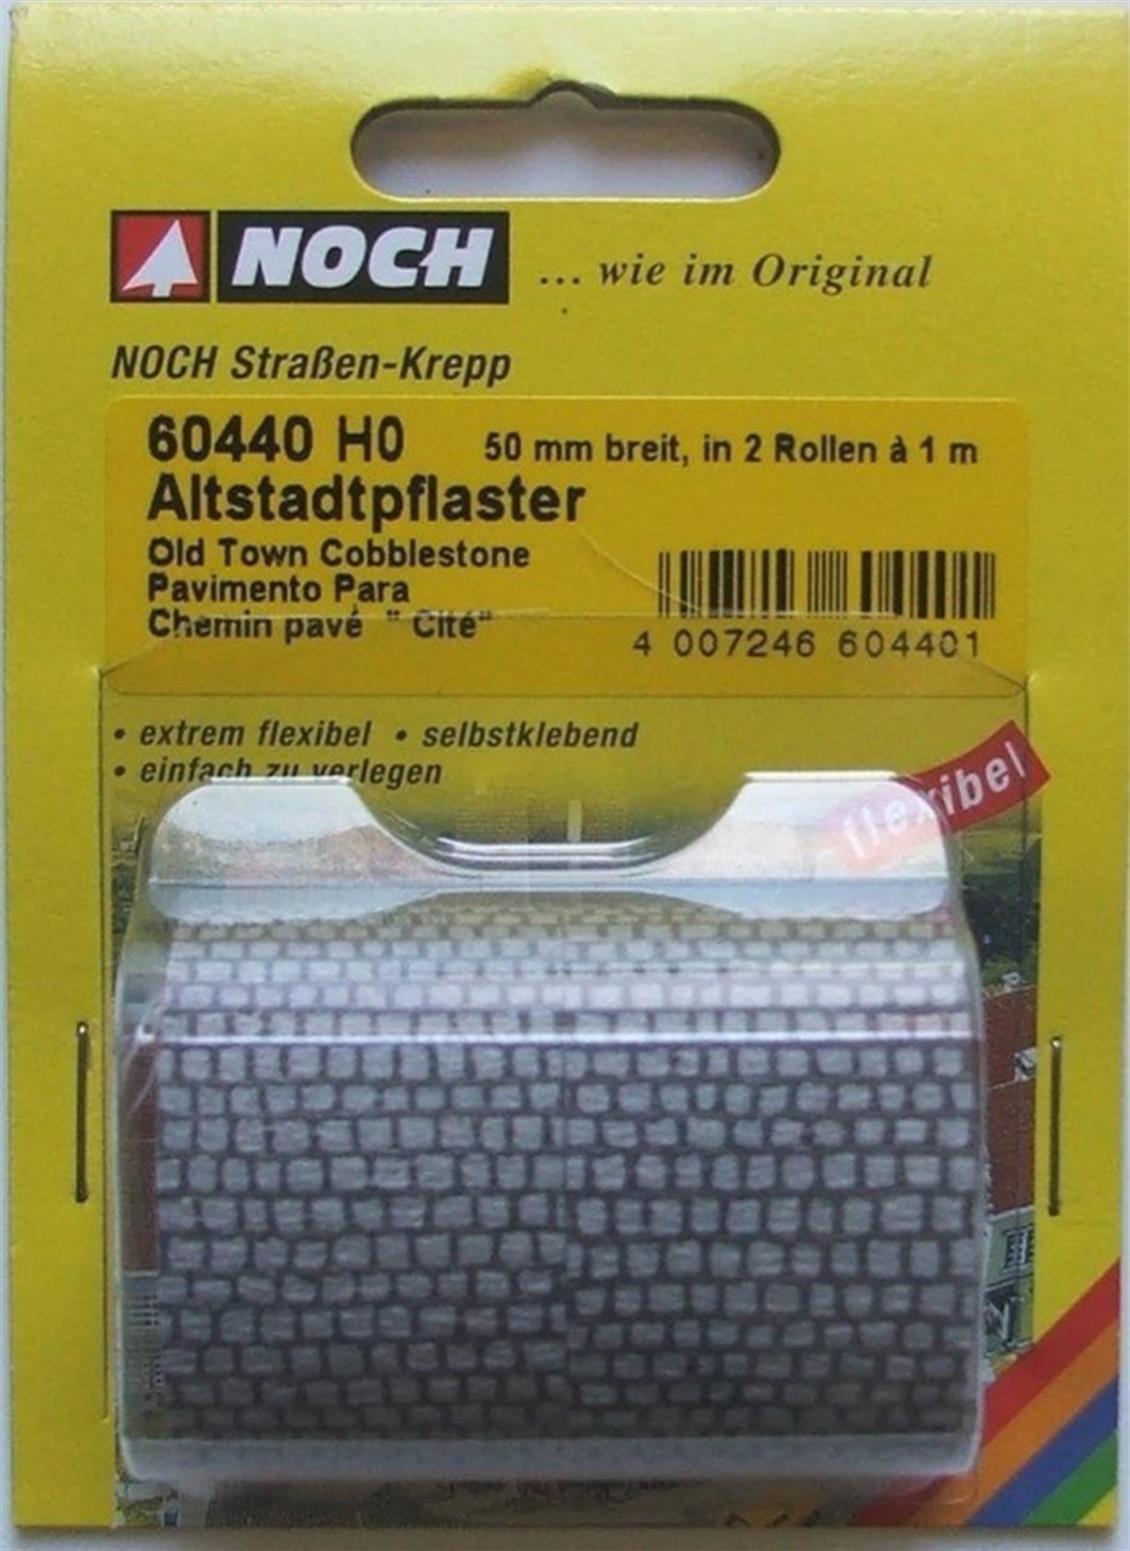 NOCH ... wie im Original
NOCH Straßen-Krepp
60440 H0 50 mm breit, in 2 Rollen à 1 m
Altstadtpflaster
Old Town Cobblestone
Pavimento Para
Chemin pavé " Cité"
4 007246 604401
• extrem flexibel • selbstklebend
• einfach zu verlegen
flexibel